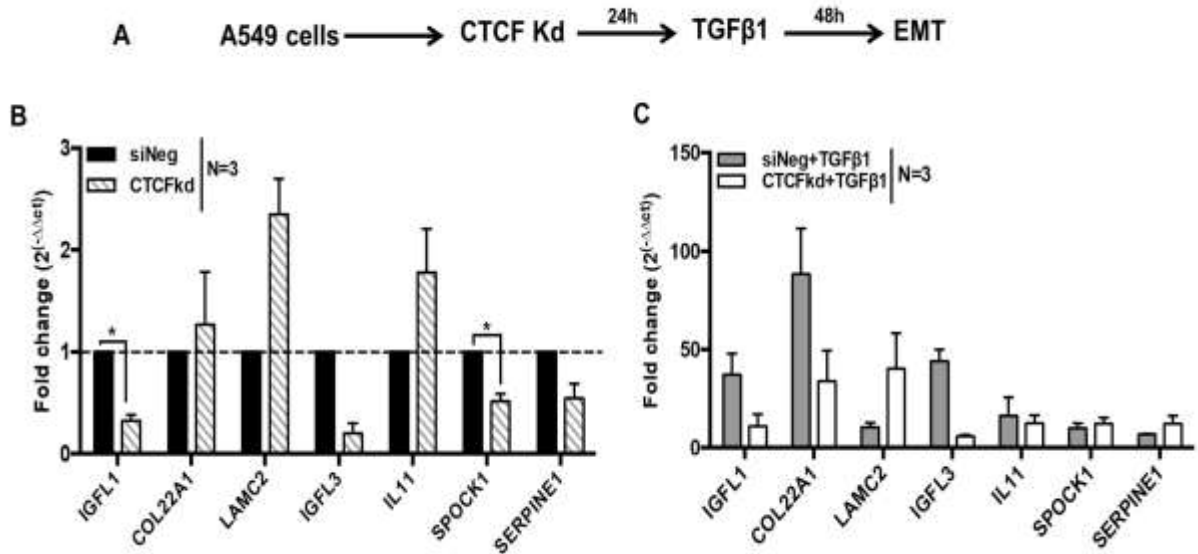 A
A549 cells CTCF Kd 24h TGFβ1 48h EMT
B
Fold change (2^(-ΔΔct))
3
2
1
0
siNeg
CTCFkd
N=3
*
*
IGFL1
COL22A1
LAMC2
IGFL3
IL11
SPOCK1
SERPINE1
C
Fold change (2^(-ΔΔct))
150
100
50
0
siNeg+TGFβ1
CTCFkd+TGFβ1
N=3
IGFL1
COL22A1
LAMC2
IGFL3
IL11
SPOCK1
SERPINE1